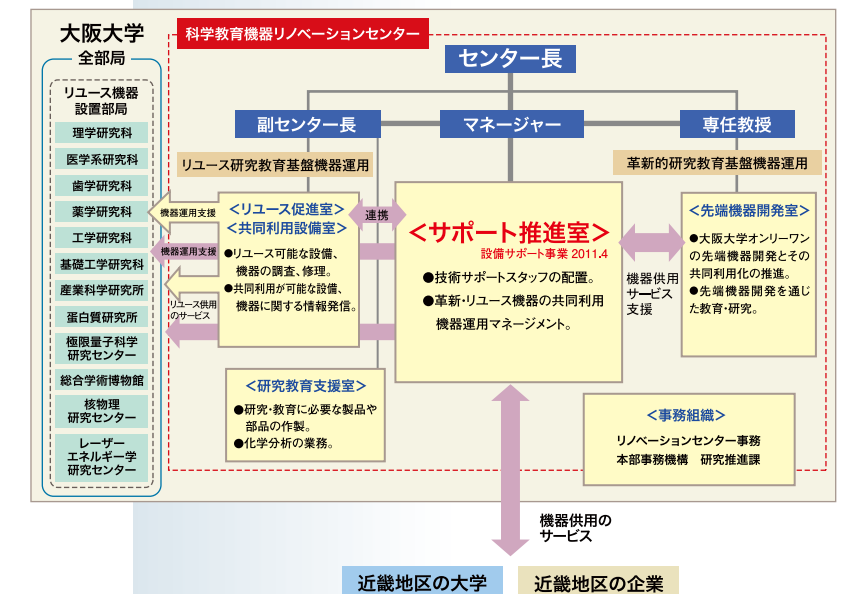 大阪大学
全部局
リユース機器
設置部局
理学研究科
医学系研究科
歯学研究科
薬学研究科
工学研究科
基礎工学研究科
産業科学研究所
蛋白質研究所
極限量子科学
研究センター
総合学術博物館
核物理
研究センター
レーザー
エネルギー学
研究センター
科学教育機器リノベーションセンター
センター長
副センター長
マネージャー
専任教授
リユース研究教育基盤機器運用
革新的研究教育基盤機器運用
機器運用支援
機器運用支援
リユース供用
のサービス
＜リユース促進室＞
＜共同利用設備室＞
●リユース可能な設備、
機器の調査、修理。
●共同利用が可能な設備、
機器に関する情報発信。
連携
＜サポート推進室＞
設備サポート事業 2011.4
●技術サポートスタッフの配置。
●革新・リユース機器の共同利用
機器運用マネージメント。
機器供用
サービス
支援
＜先端機器開発室＞
●大阪大学オンリーワン
の先端機器開発とその
共同利用化の推進。
●先端機器開発を通じ
た教育・研究。
＜研究教育支援室＞
●研究・教育に必要な製品や
部品の作製。
●化学分析の業務。
＜事務組織＞
リノベーションセンター事務
本部事務機構　研究推進課
機器供用の
サービス
近畿地区の大学
近畿地区の企業